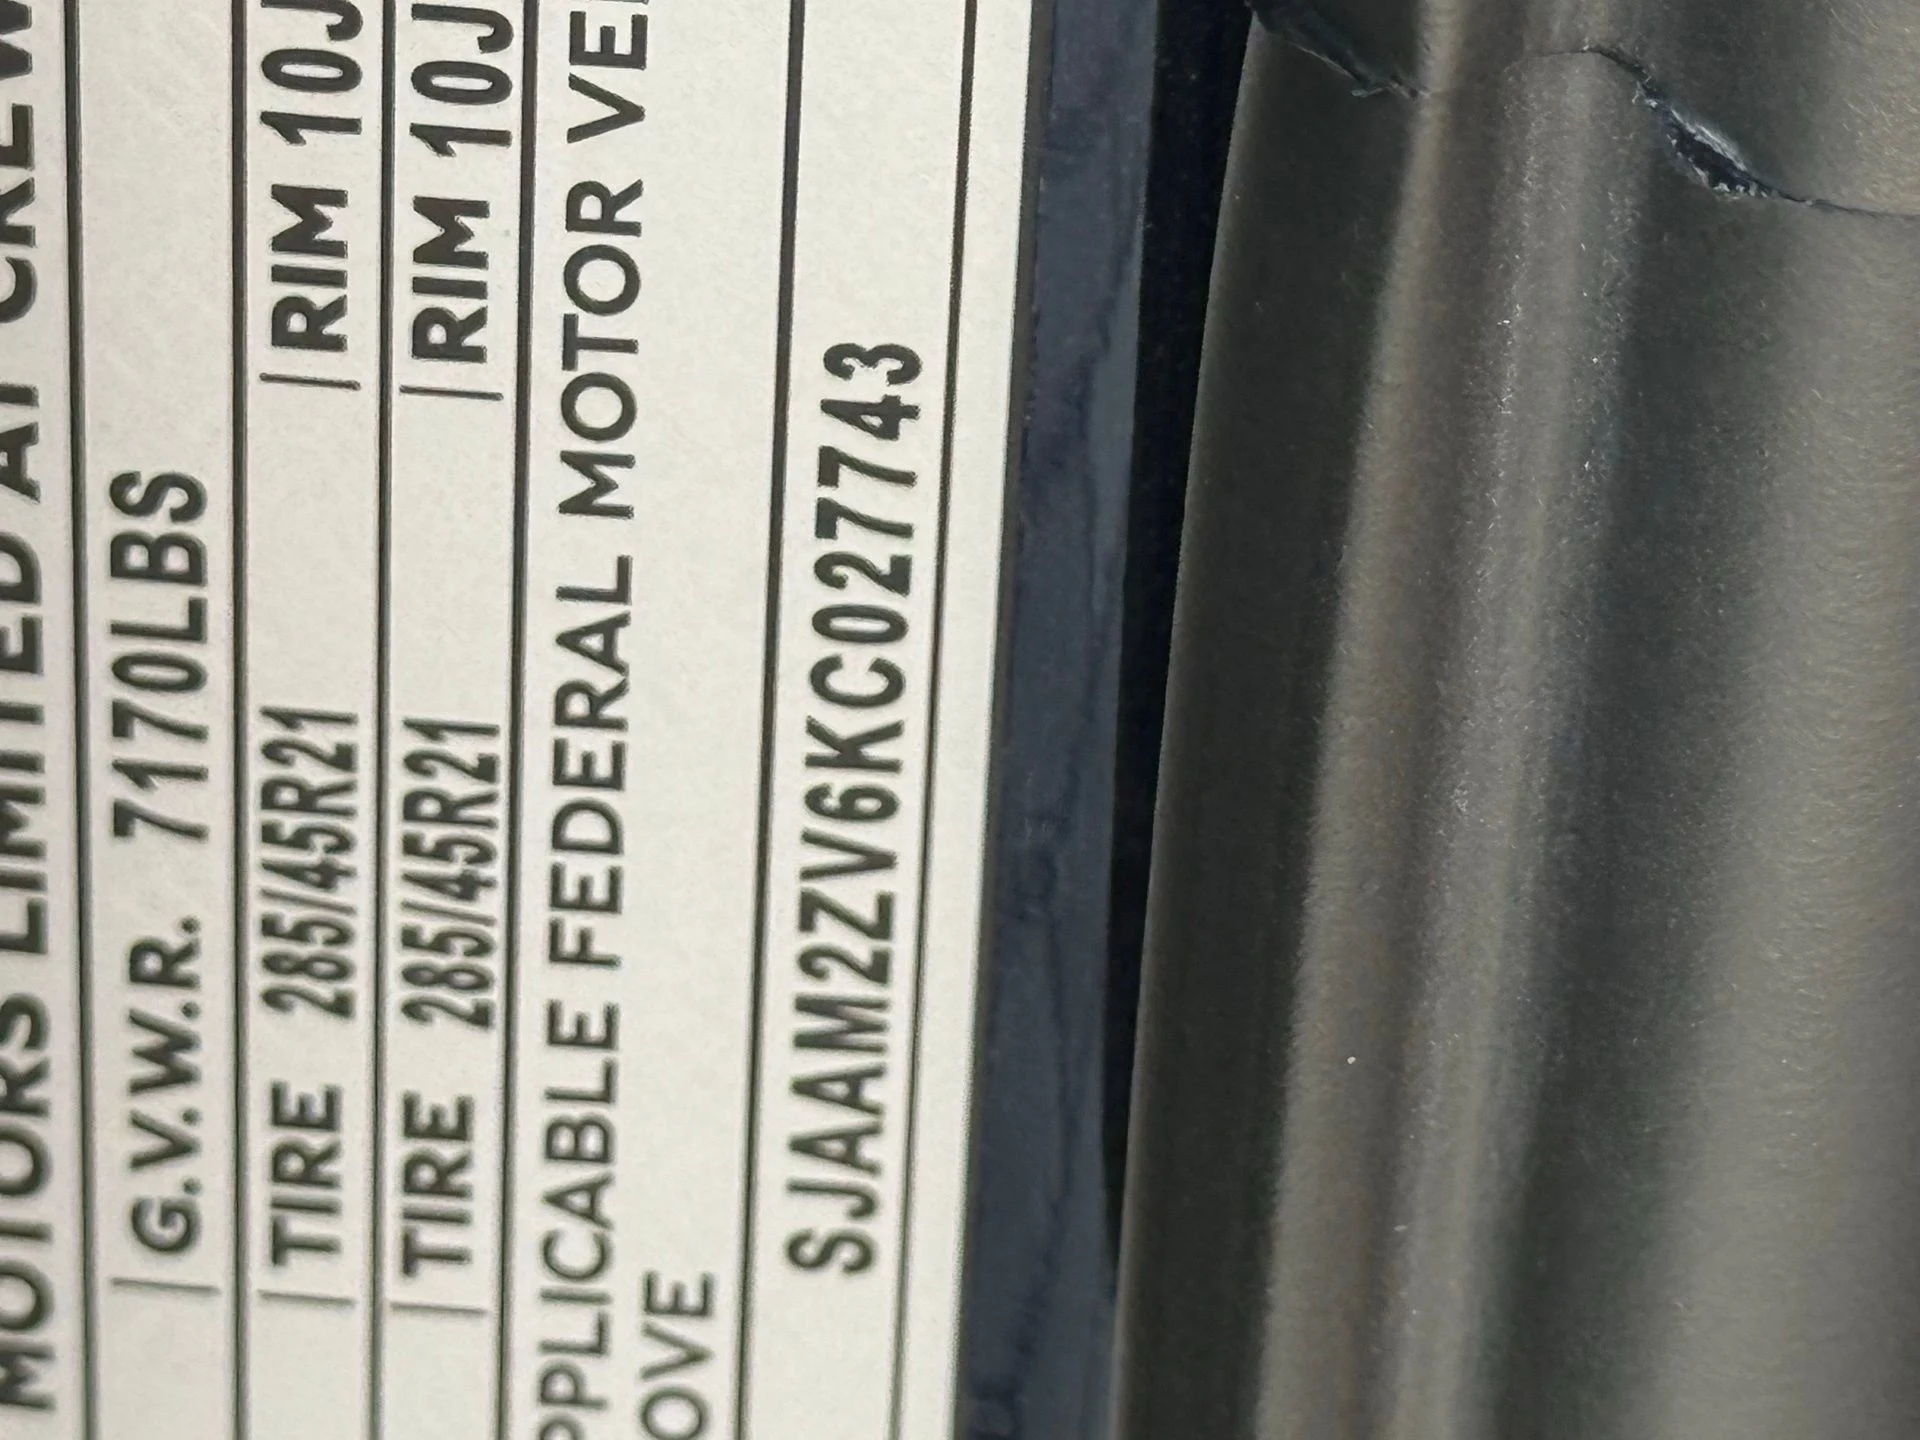 MOTORS LIMITED AT CREW
G.V.W.R. 7170LBS
TIRE 285/45R21 RIM 10J
TIRE 285/45R21 RIM 10J
PPLICABLE FEDERAL MOTOR VE
OVE
SJAAM2ZV6KC027743